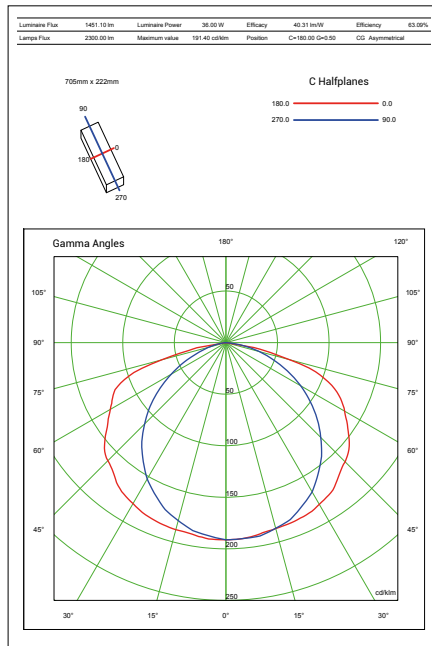 Luminaire Flux 1451.10 lm Luminaire Power 36.00 W Efficacy 40.31 lm/W Efficiency 63.09%
Lamps Flux 2300.00 lm Maximum value 191.40 cd/klm Position C=180.00 G=0.50 CG Asymmetrical
705mm x 222mm
C Halfplanes
90
0
180
270
180.0 0.0
270.0 90.0
Gamma Angles 180° 120°
105° 50 105°
90° 90°
75° 50 75°
60° 100 60°
45° 150 45°
200
250 cd/klm
30° 15° 0° 15° 30°